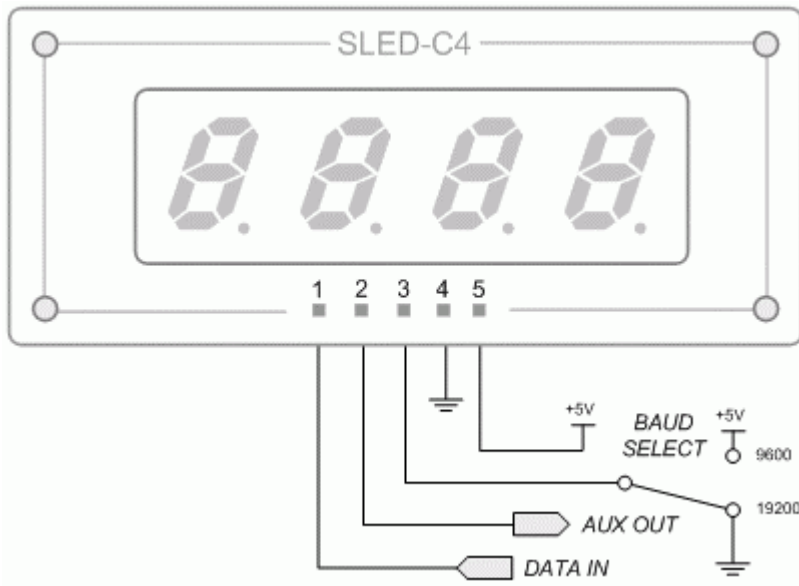 SLED-C4
1 2 3 4 5
+5V
BAUD
SELECT
+5V
9600
19200
AUX OUT
DATA IN